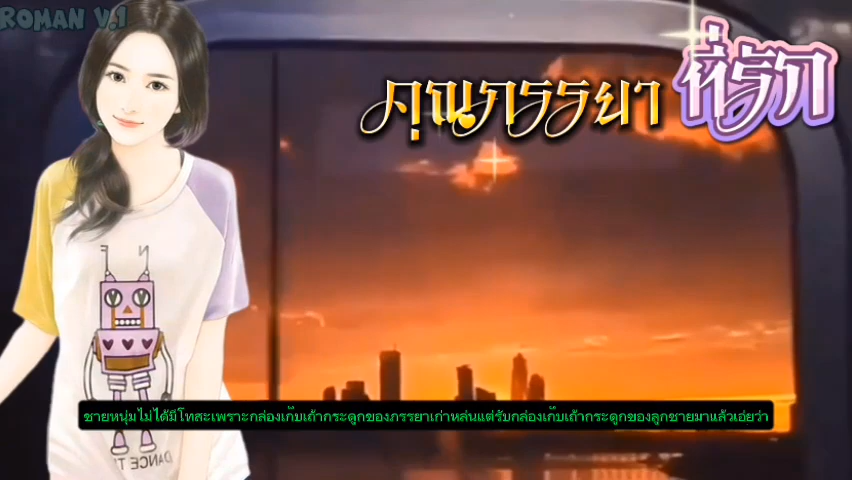 ROMAN V.1
คุณภรรยา ที่รัก
N F
DANCE T
ชายหนุ่มไม่ได้มีโทสะเพราะกล่องเก็บเถ้ากระดูกของภรรยาเก่าหล่นแต่รับกล่องเก็บเถ้ากระดูกของลูกชายมาแล้วเอ่ยว่า